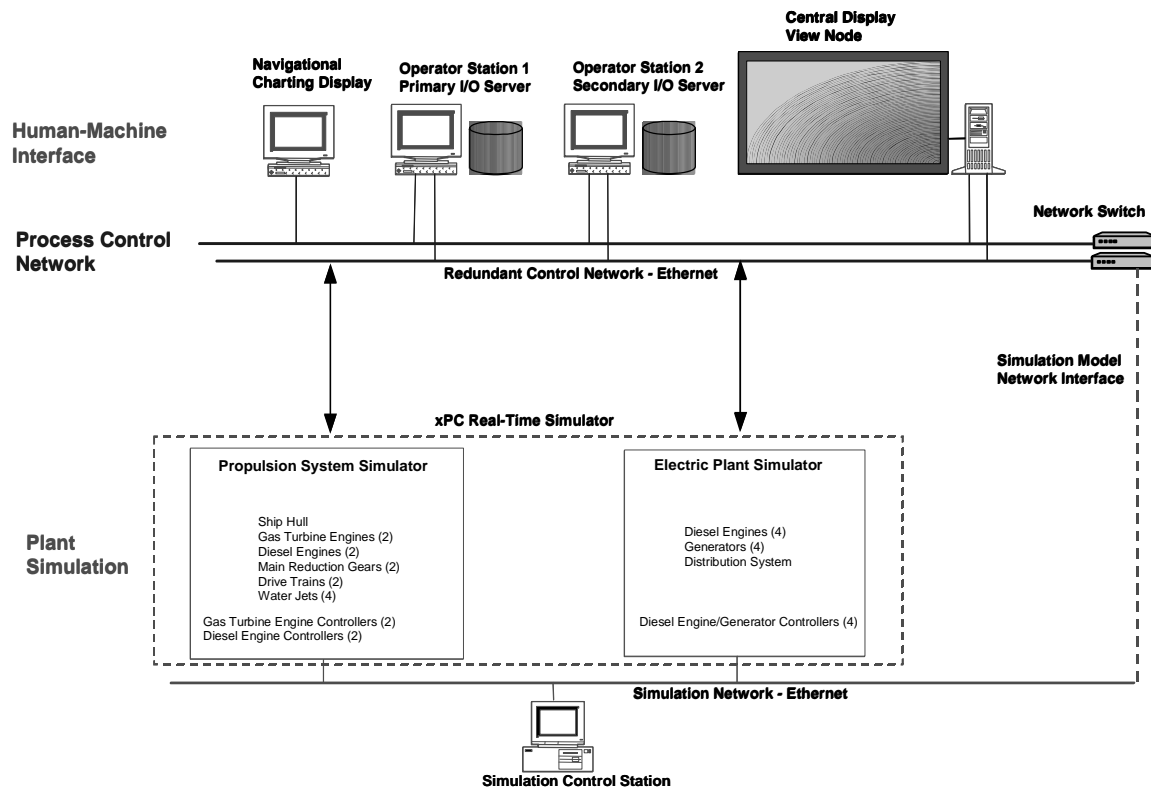 Central Display
View Node
Navigational
Charting Display
Operator Station 1
Primary I/O Server
Operator Station 2
Secondary I/O Server
Human-Machine
Interface
Network Switch
Process Control
Network
Redundant Control Network - Ethernet
Simulation Model
Network Interface
xPC Real-Time Simulator
Propulsion System Simulator
Ship Hull
Gas Turbine Engines (2)
Diesel Engines (2)
Main Reduction Gears (2)
Drive Trains (2)
Water Jets (4)
Gas Turbine Engine Controllers (2)
Diesel Engine Controllers (2)
Electric Plant Simulator
Diesel Engines (4)
Generators (4)
Distribution System
Diesel Engine/Generator Controllers (4)
Plant
Simulation
Simulation Network - Ethernet
Simulation Control Station